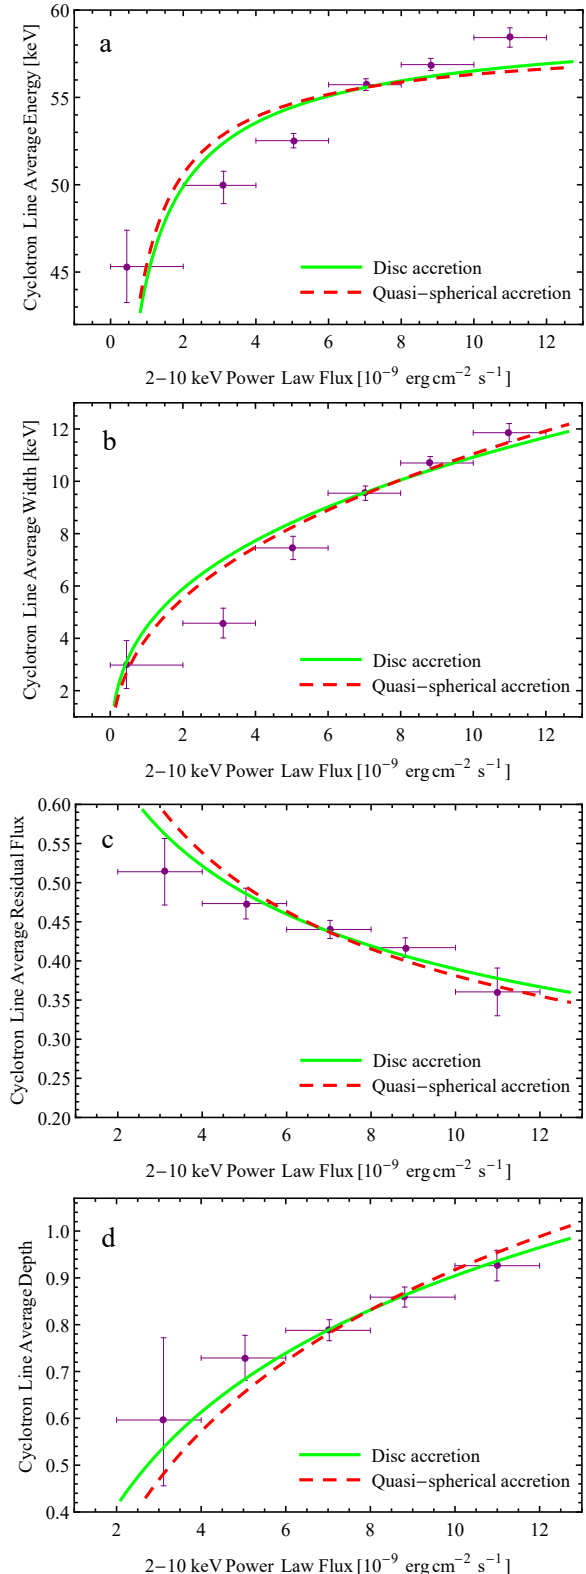 60
55
50
45
a
Cyclotron Line Average Energy [keV]
Disc accretion
Quasi-spherical accretion
0 2 4 6 8 10 12
2-10 keV Power Law Flux [10⁻⁹ erg cm⁻² s⁻¹]
12
10
8
6
4
2
b
Cyclotron Line Average Width [keV]
Disc accretion
Quasi-spherical accretion
0 2 4 6 8 10 12
2-10 keV Power Law Flux [10⁻⁹ erg cm⁻² s⁻¹]
0.60
0.55
0.50
0.45
0.40
0.35
0.30
0.25
0.20
c
Cyclotron Line Average Residual Flux
Disc accretion
Quasi-spherical accretion
2 4 6 8 10 12
2-10 keV Power Law Flux [10⁻⁹ erg cm⁻² s⁻¹]
1.0
0.9
0.8
0.7
0.6
0.5
0.4
d
Cyclotron Line Average Depth
Disc accretion
Quasi-spherical accretion
2 4 6 8 10 12
2-10 keV Power Law Flux [10⁻⁹ erg cm⁻² s⁻¹]